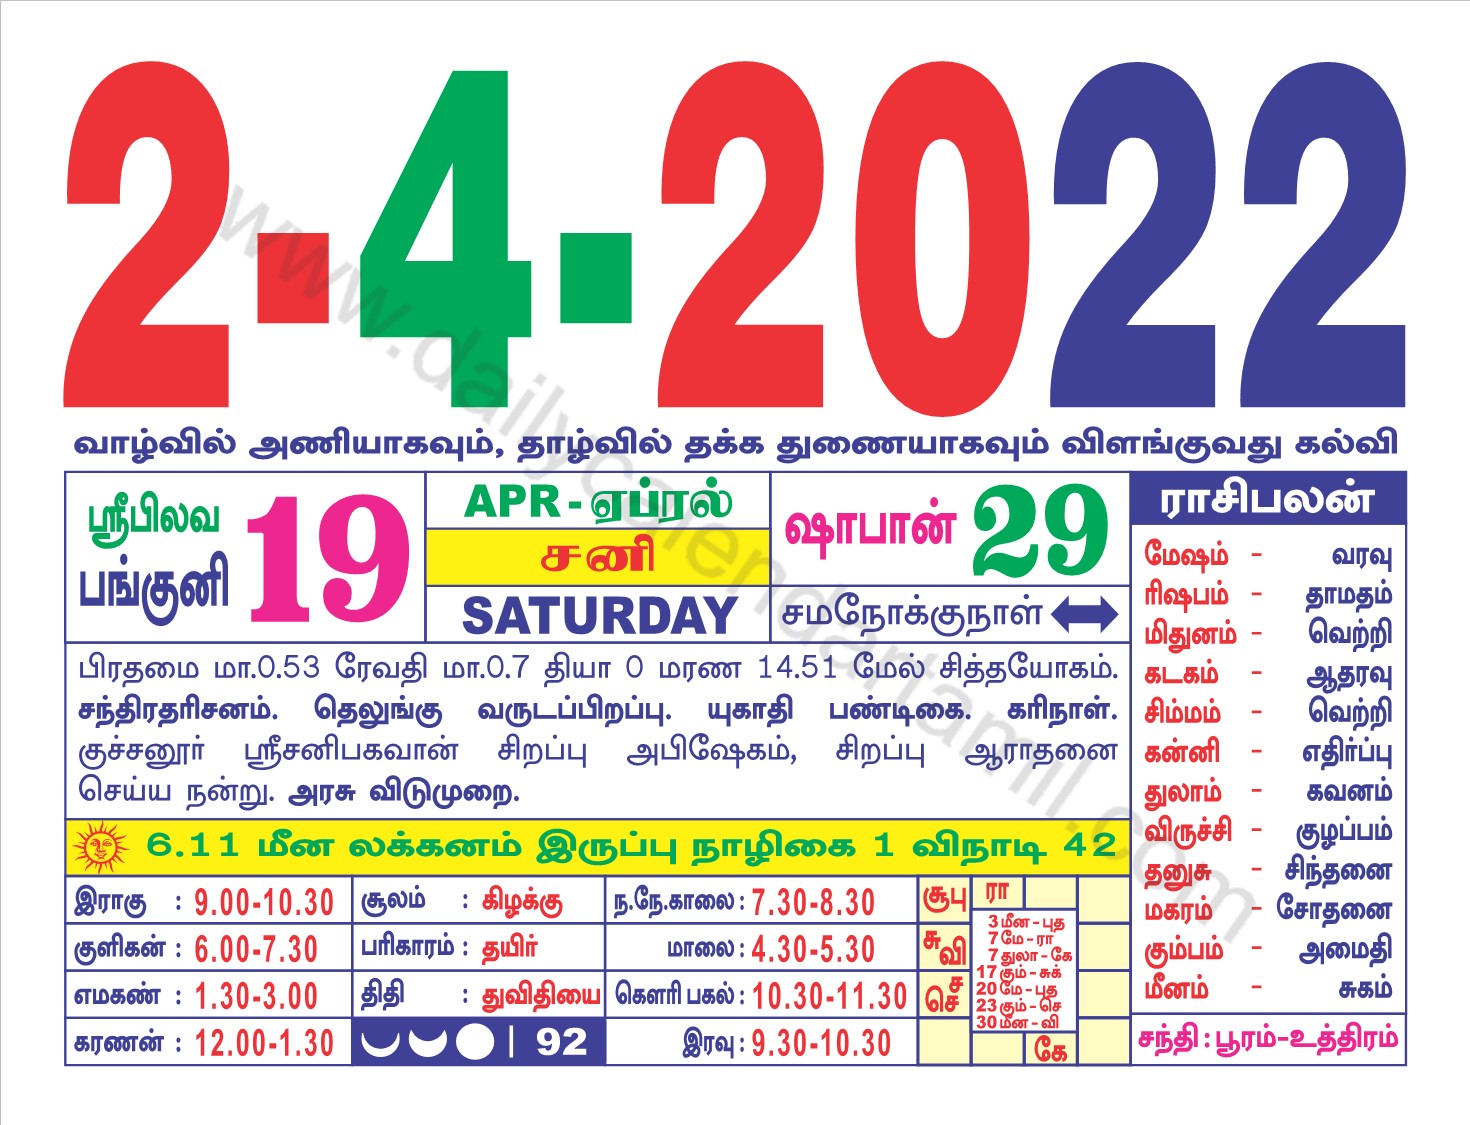 2-4-2022
வாழ்வில் அணியாகவும், தாழ்வில் தக்க துணையாகவும் விளங்குவது கல்வி
ஸ்ரீபிலவ
பங்குனி 19
APR - ஏப்ரல்
சனி
SATURDAY
ஷாபான் 29
சமநோக்குநாள்
பிரதமை மா.0.53 ரேவதி மா.0.7 தியா 0 மரண 14.51 மேல் சித்தயோகம்.
சந்திரதரிசனம். தெலுங்கு வருடப்பிறப்பு. யுகாதி பண்டிகை. கரிநாள்.
குச்சனூர் ஸ்ரீசனிபகவான் சிறப்பு அபிஷேகம், சிறப்பு ஆராதனை
செய்ய நன்று. அரசு விடுமுறை.
6.11 மீன லக்கனம் இருப்பு நாழிகை 1 விநாடி 42
இராகு : 9.00-10.30
குளிகன் : 6.00-7.30
எமகண் : 1.30-3.00
கரணன் : 12.00-1.30
சூலம் : கிழக்கு
பரிகாரம் : தயிர்
திதி : துவிதியை
| 92
ந.நே.காலை : 7.30-8.30
மாலை : 4.30-5.30
கௌரி பகல் : 10.30-11.30
இரவு : 9.30-10.30
சூபு
ரா
சு
வி
செ
3 மீன - புத
7 மே - ரா
7 துலா - கே
17 கும் - சுக்
20 மே - புத
23 கும் - செ
30 மீன - வி
கே
ராசிபலன்
மேஷம் - வரவு
ரிஷபம் - தாமதம்
மிதுனம் - வெற்றி
கடகம் - ஆதரவு
சிம்மம் - வெற்றி
கன்னி - எதிர்ப்பு
துலாம் - கவனம்
விருச்சி - குழப்பம்
தனுசு - சிந்தனை
மகரம் - சோதனை
கும்பம் - அமைதி
மீனம் - சுகம்
சந்தி : பூரம்-உத்திரம்
www.dailycalendartamil.com